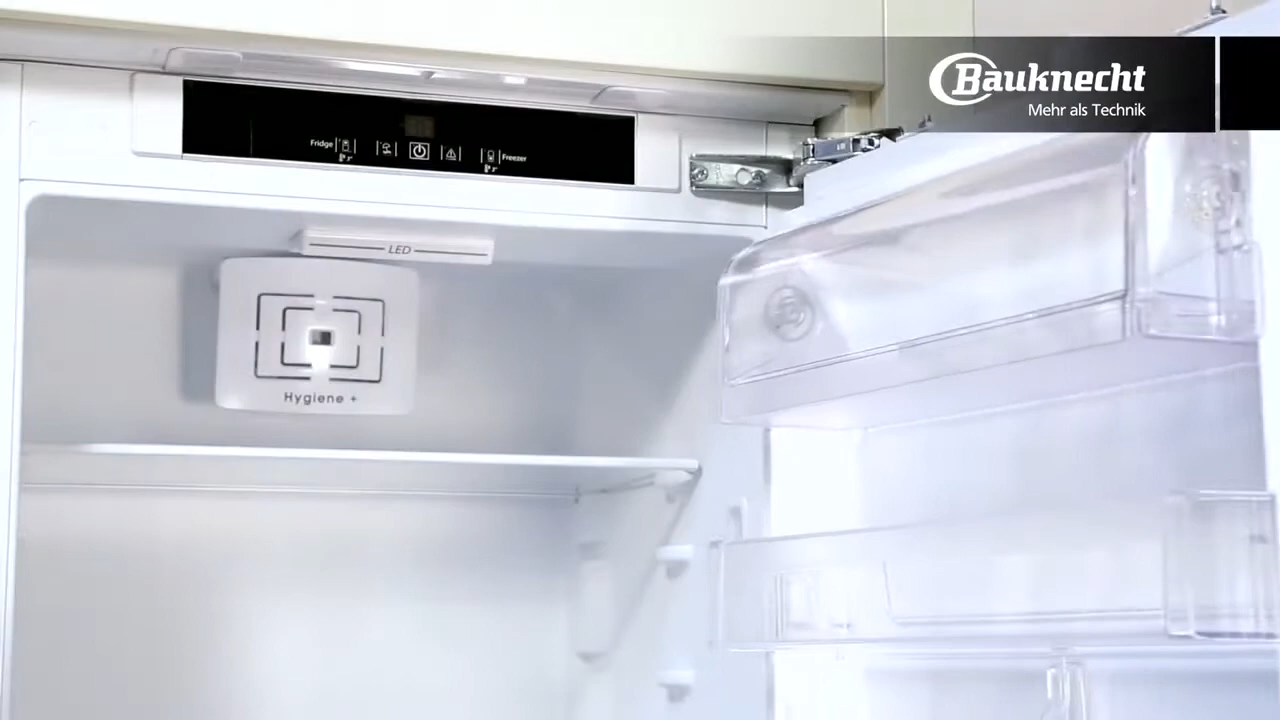 Bauknecht
Mehr als Technik
Fridge
Freezer
LED
Hygiene +